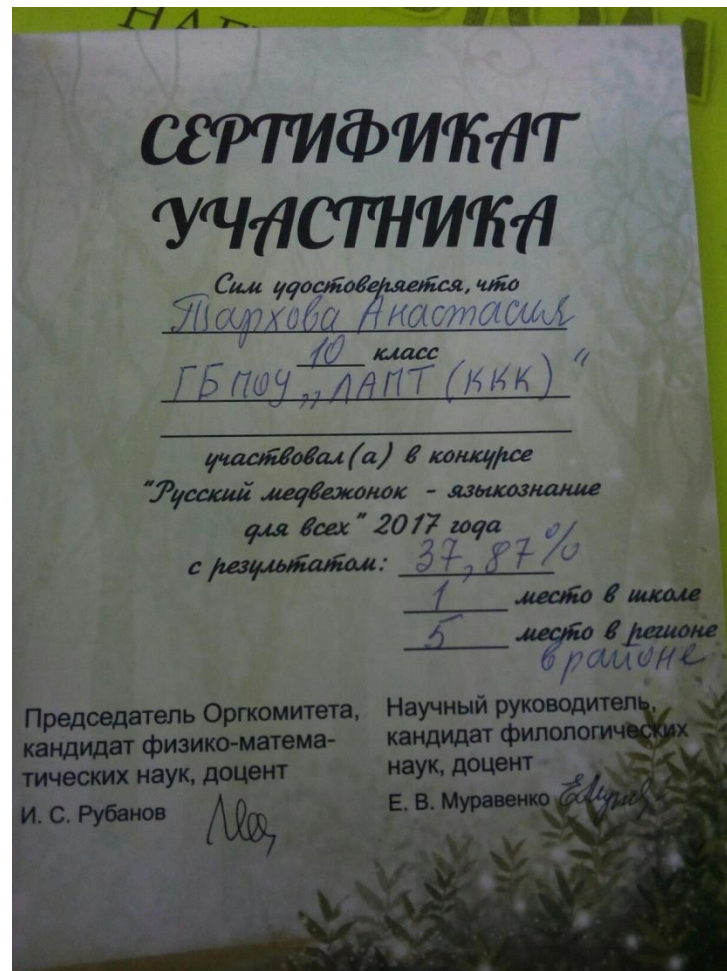 СЕРТИФИКАТ
УЧАСТНИКА
Сим удостоверяется, что
Тархова Анастасия
10 класс
ГБПОУ „ЛАПТ (ККК)"
участвовал(а) в конкурсе
"Русский медвежонок - языкознание
для всех" 2017 года
с результатом: 37,87%
1 место в школе
5 место в регионе
в районе
Председатель Оргкомитета,
кандидат физико-матема-
тических наук, доцент
И. С. Рубанов
Научный руководитель,
кандидат филологических
наук, доцент
Е. В. Муравенко